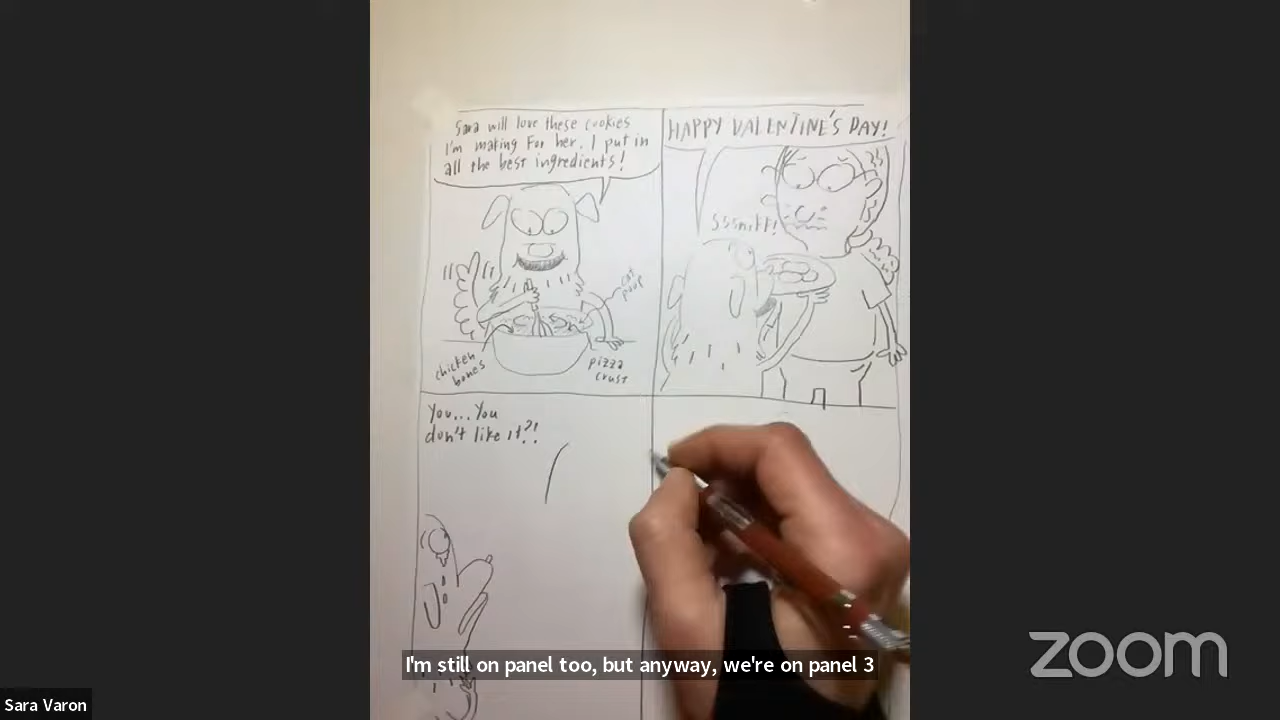 Sara will love these cookies
I'm making For her. I put in
all the best ingredients!
HAPPY VALENTINE'S DAY!
sssniff!
cat
poop
chicken
bones
pizza
crust
You... You
don't like it?!
I'm still on panel too, but anyway, we're on panel 3
Sara Varon
zoom